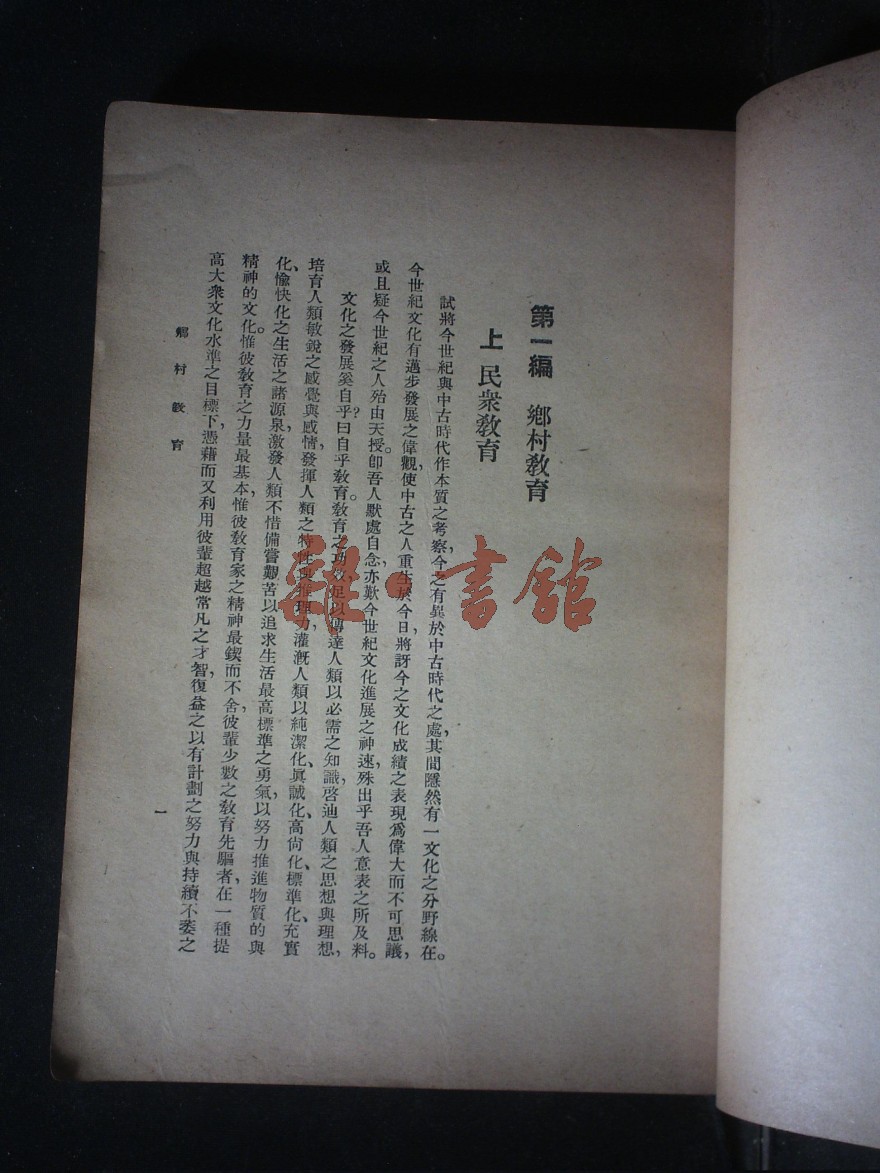 第一編　鄉村敎育
上　民衆敎育
試將今世紀與中古時代作本質之考察，今之有異於中古時代之處，其間隱然有一文化之分野線在。
今世紀文化有邁步發展之偉觀，使中古之人重生於今日，將訝今之文化成績之表現爲偉大而不可思議，
或且疑今世紀之人殆由天授。卽吾人默處自念，亦歎今世紀文化進展之神速，殊出乎吾人意表之所及料。
文化之發展奚自乎？曰自乎敎育。敎育之功效足以傳達人類以必需之知識，啓迪人類之思想與理想，
培育人類敏銳之感覺與感情，發揮人類之特性與推理力，灌漑人類以純潔化、眞誠化、高尙化、標準化、充實
化、愉快化之生活之諸源泉，激發人類不惜備嘗艱苦以追求生活最高標準之勇氣，以努力推進物質的與
精神的文化。惟彼敎育之力量最基本，惟彼敎育家之精神最鍥而不舍，彼輩少數之敎育先驅者，在一種提
高大衆文化水準之目標下，憑藉而又利用彼輩超越常凡之才智，復益之以有計劃之努力與持續不萎之
鄉村敎育
一
雜·書館